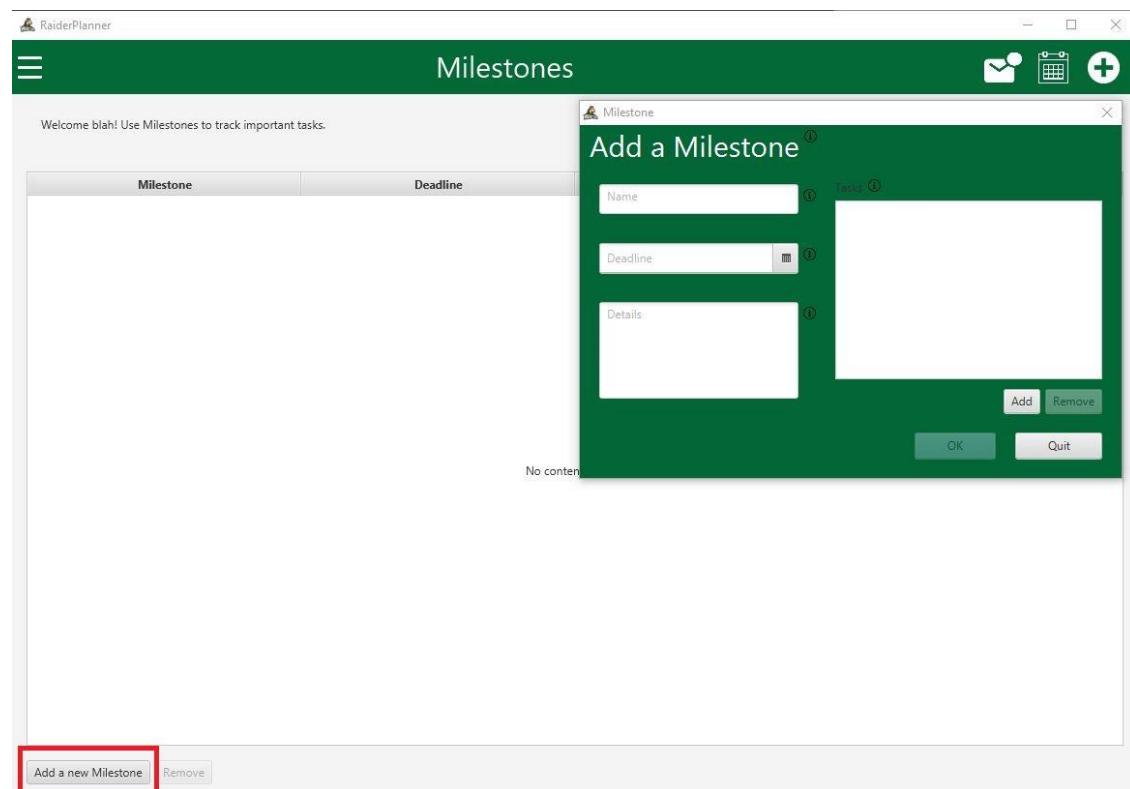 RaiderPlanner
Milestones
Welcome blah! Use Milestones to track important tasks.
Milestone Deadline
No conten
Add a new Milestone Remove
Milestone
Add a Milestone
Name
Deadline
Details
Tasks
Add Remove
OK Quit